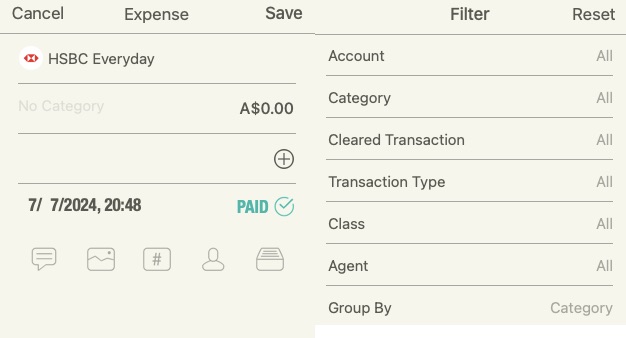 Cancel Expense Save
HSBC Everyday
No Category A$0.00
7/ 7/2024, 20:48 PAID
#
Filter Reset
Account All
Category All
Cleared Transaction All
Transaction Type All
Class All
Agent All
Group By Category